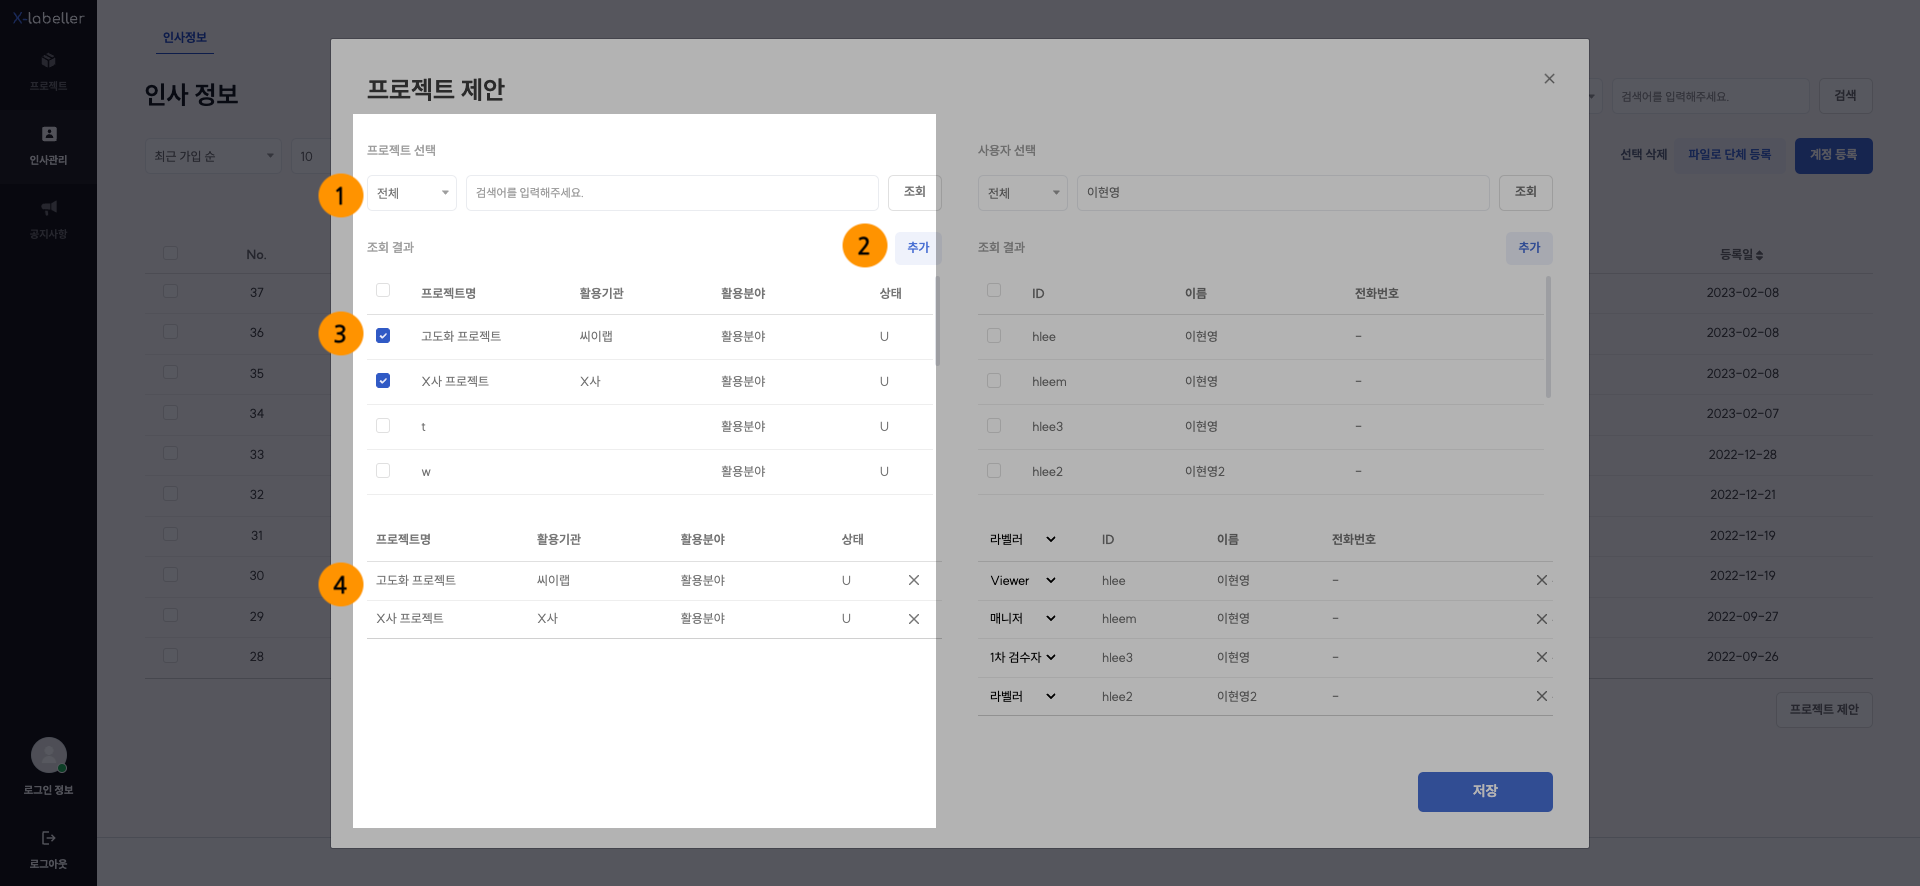 X-labeller
프로젝트
인사관리
공지사항
로그인 정보
로그아웃
인사정보
인사 정보
최근 가입 순
10
검색어를 입력해주세요.
검색
선택 삭제
파일로 단체 등록
계정 등록
No.
등록일
37
2023-02-08
36
2023-02-08
35
2023-02-08
34
2023-02-07
33
2022-12-28
32
2022-12-21
31
2022-12-19
30
2022-12-19
29
2022-09-27
28
2022-09-26
프로젝트 제안
프로젝트 제안
프로젝트 선택
1
전체
검색어를 입력해주세요.
조회
조회 결과
2
추가
프로젝트명 활용기관 활용분야 상태
3
고도화 프로젝트 씨이랩 활용분야 U
X사 프로젝트 X사 활용분야 U
t 활용분야 U
w 활용분야 U
프로젝트명 활용기관 활용분야 상태
4
고도화 프로젝트 씨이랩 활용분야 U
X사 프로젝트 X사 활용분야 U
사용자 선택
전체
이현영
조회
조회 결과
추가
ID 이름 전화번호
hlee 이현영 -
hleem 이현영 -
hlee3 이현영 -
hlee2 이현영2 -
라벨러 ID 이름 전화번호
Viewer hlee 이현영 -
매니저 hleem 이현영 -
1차 검수자 hlee3 이현영 -
라벨러 hlee2 이현영2 -
저장